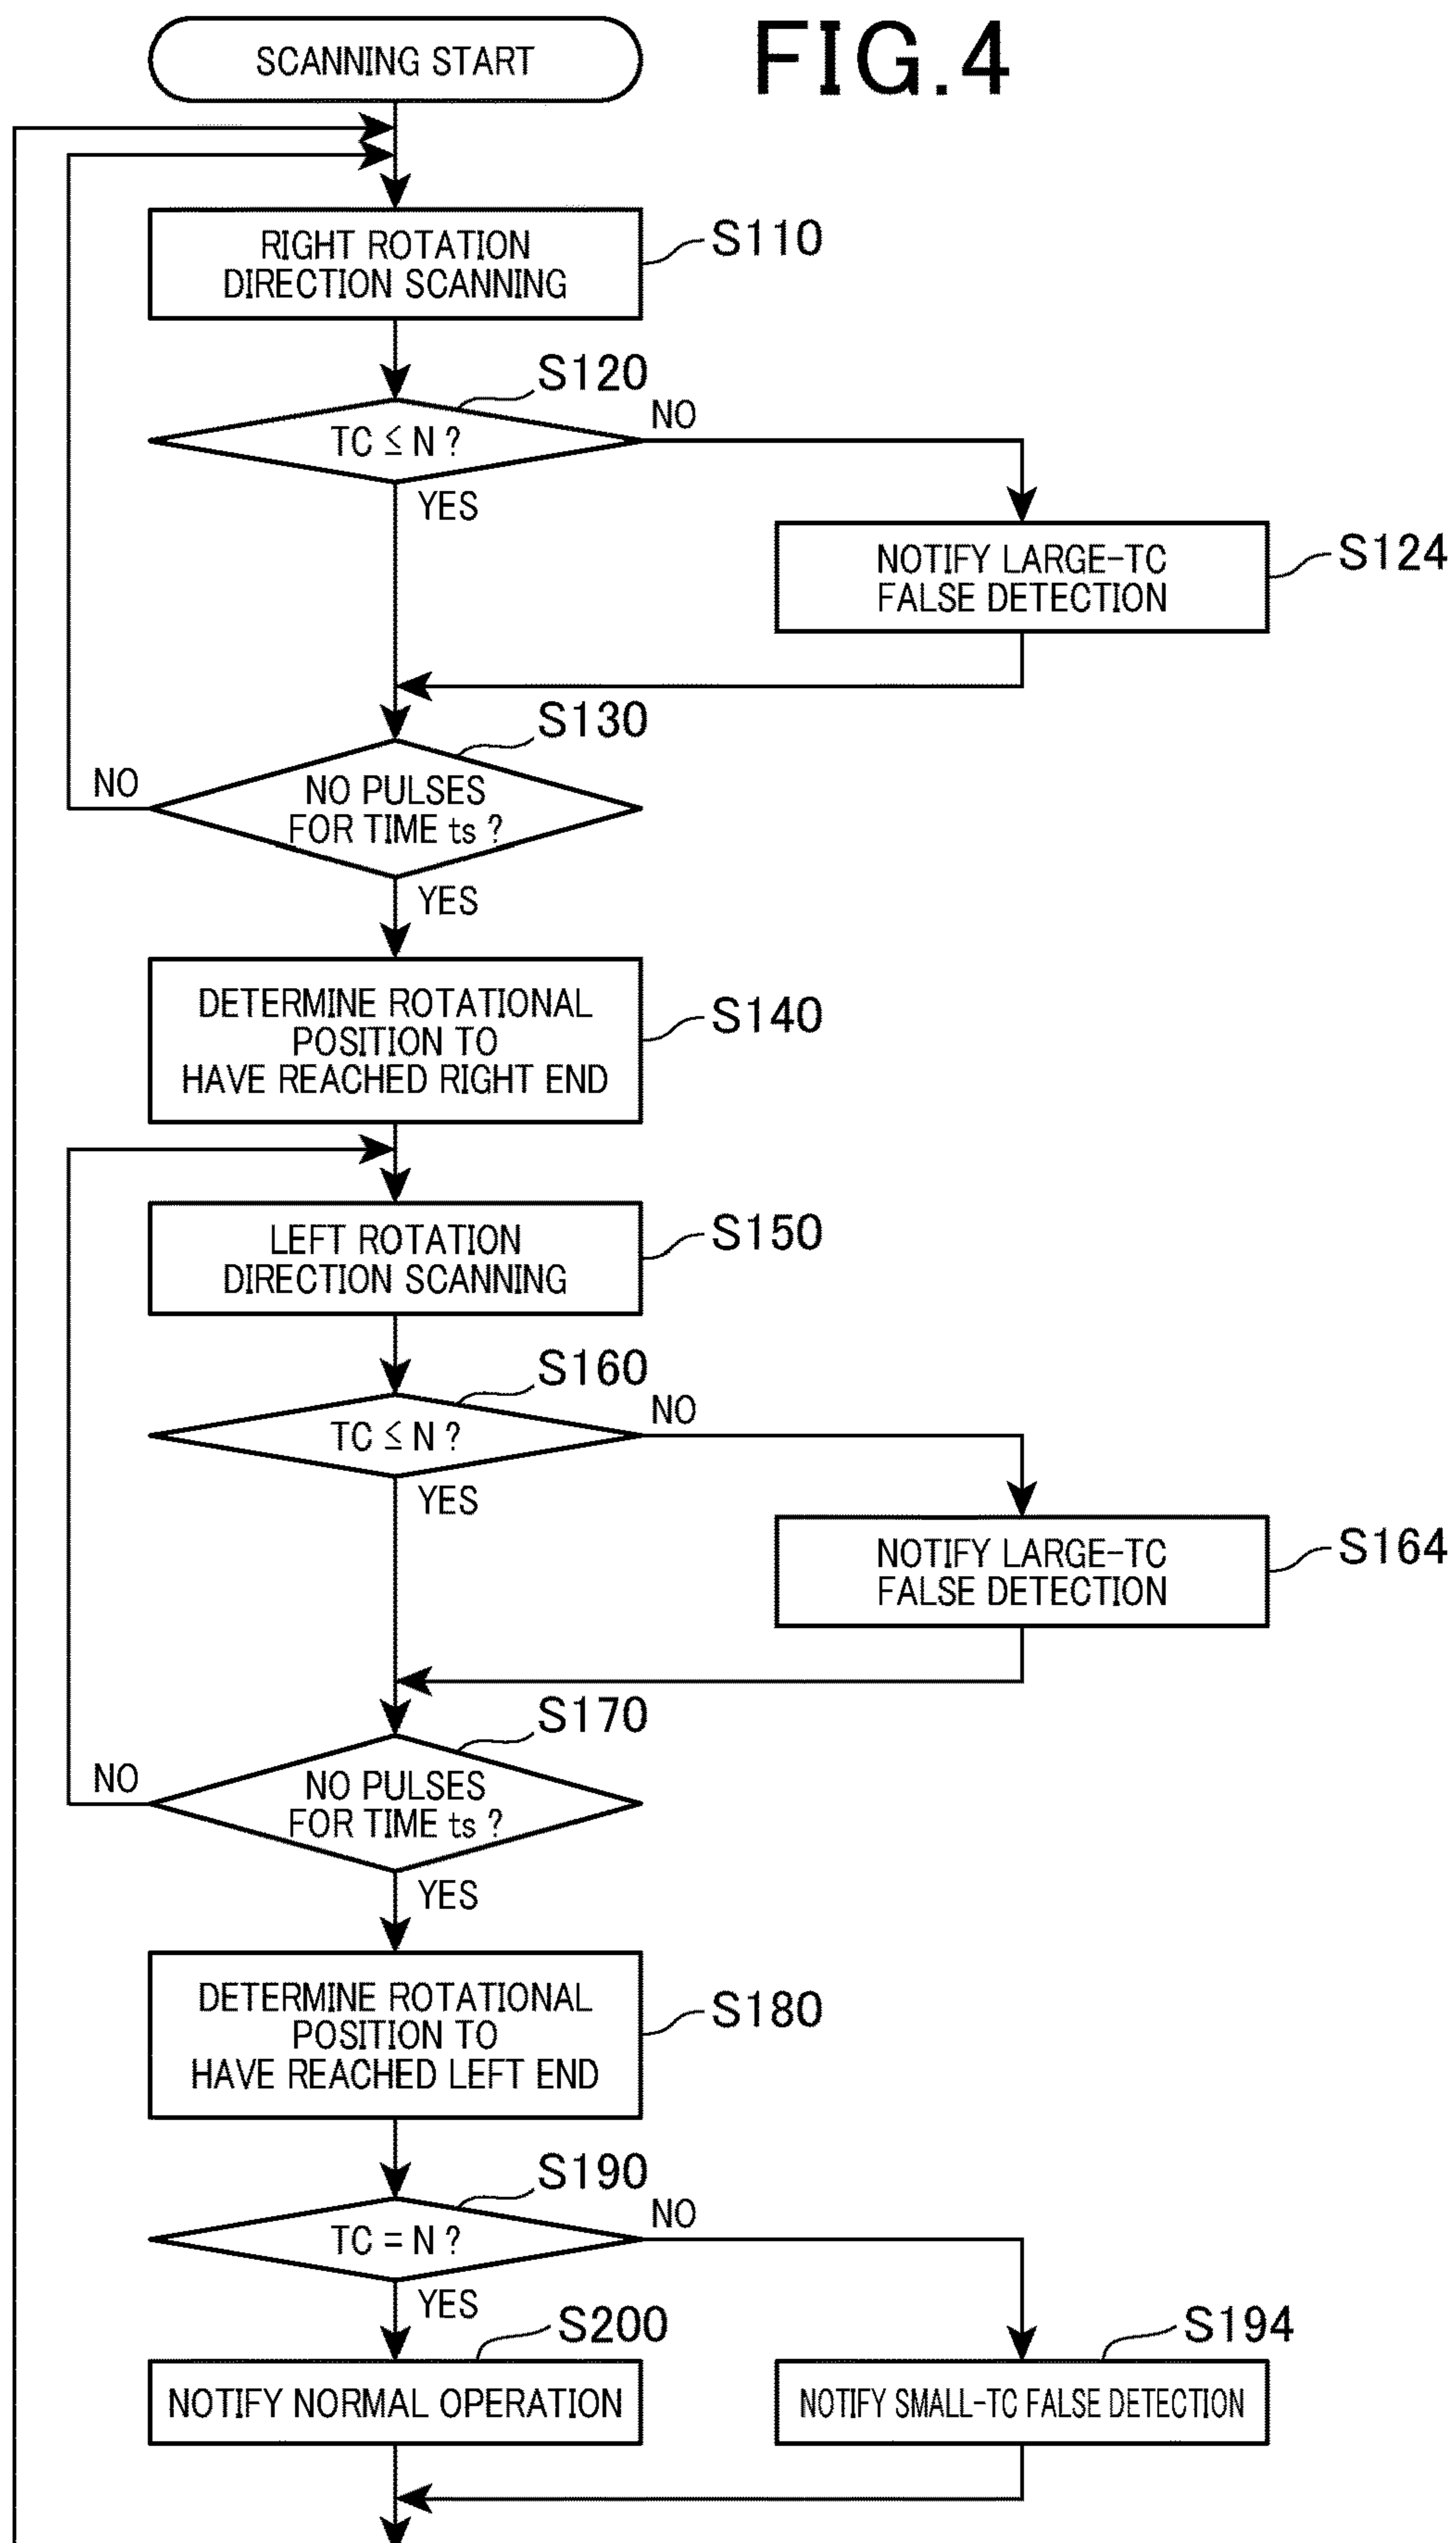 FIG.4
SCANNING START
RIGHT ROTATION
DIRECTION SCANNING
S110
S120
TC ≤ N ?
NO
YES
NOTIFY LARGE-TC
FALSE DETECTION
S124
S130
NO PULSES
FOR TIME ts ?
NO
YES
DETERMINE ROTATIONAL
POSITION TO
HAVE REACHED RIGHT END
S140
LEFT ROTATION
DIRECTION SCANNING
S150
S160
TC ≤ N ?
NO
YES
NOTIFY LARGE-TC
FALSE DETECTION
S164
S170
NO PULSES
FOR TIME ts ?
NO
YES
DETERMINE ROTATIONAL
POSITION TO
HAVE REACHED LEFT END
S180
S190
TC = N ?
NO
YES
S200
NOTIFY NORMAL OPERATION
S194
NOTIFY SMALL-TC FALSE DETECTION